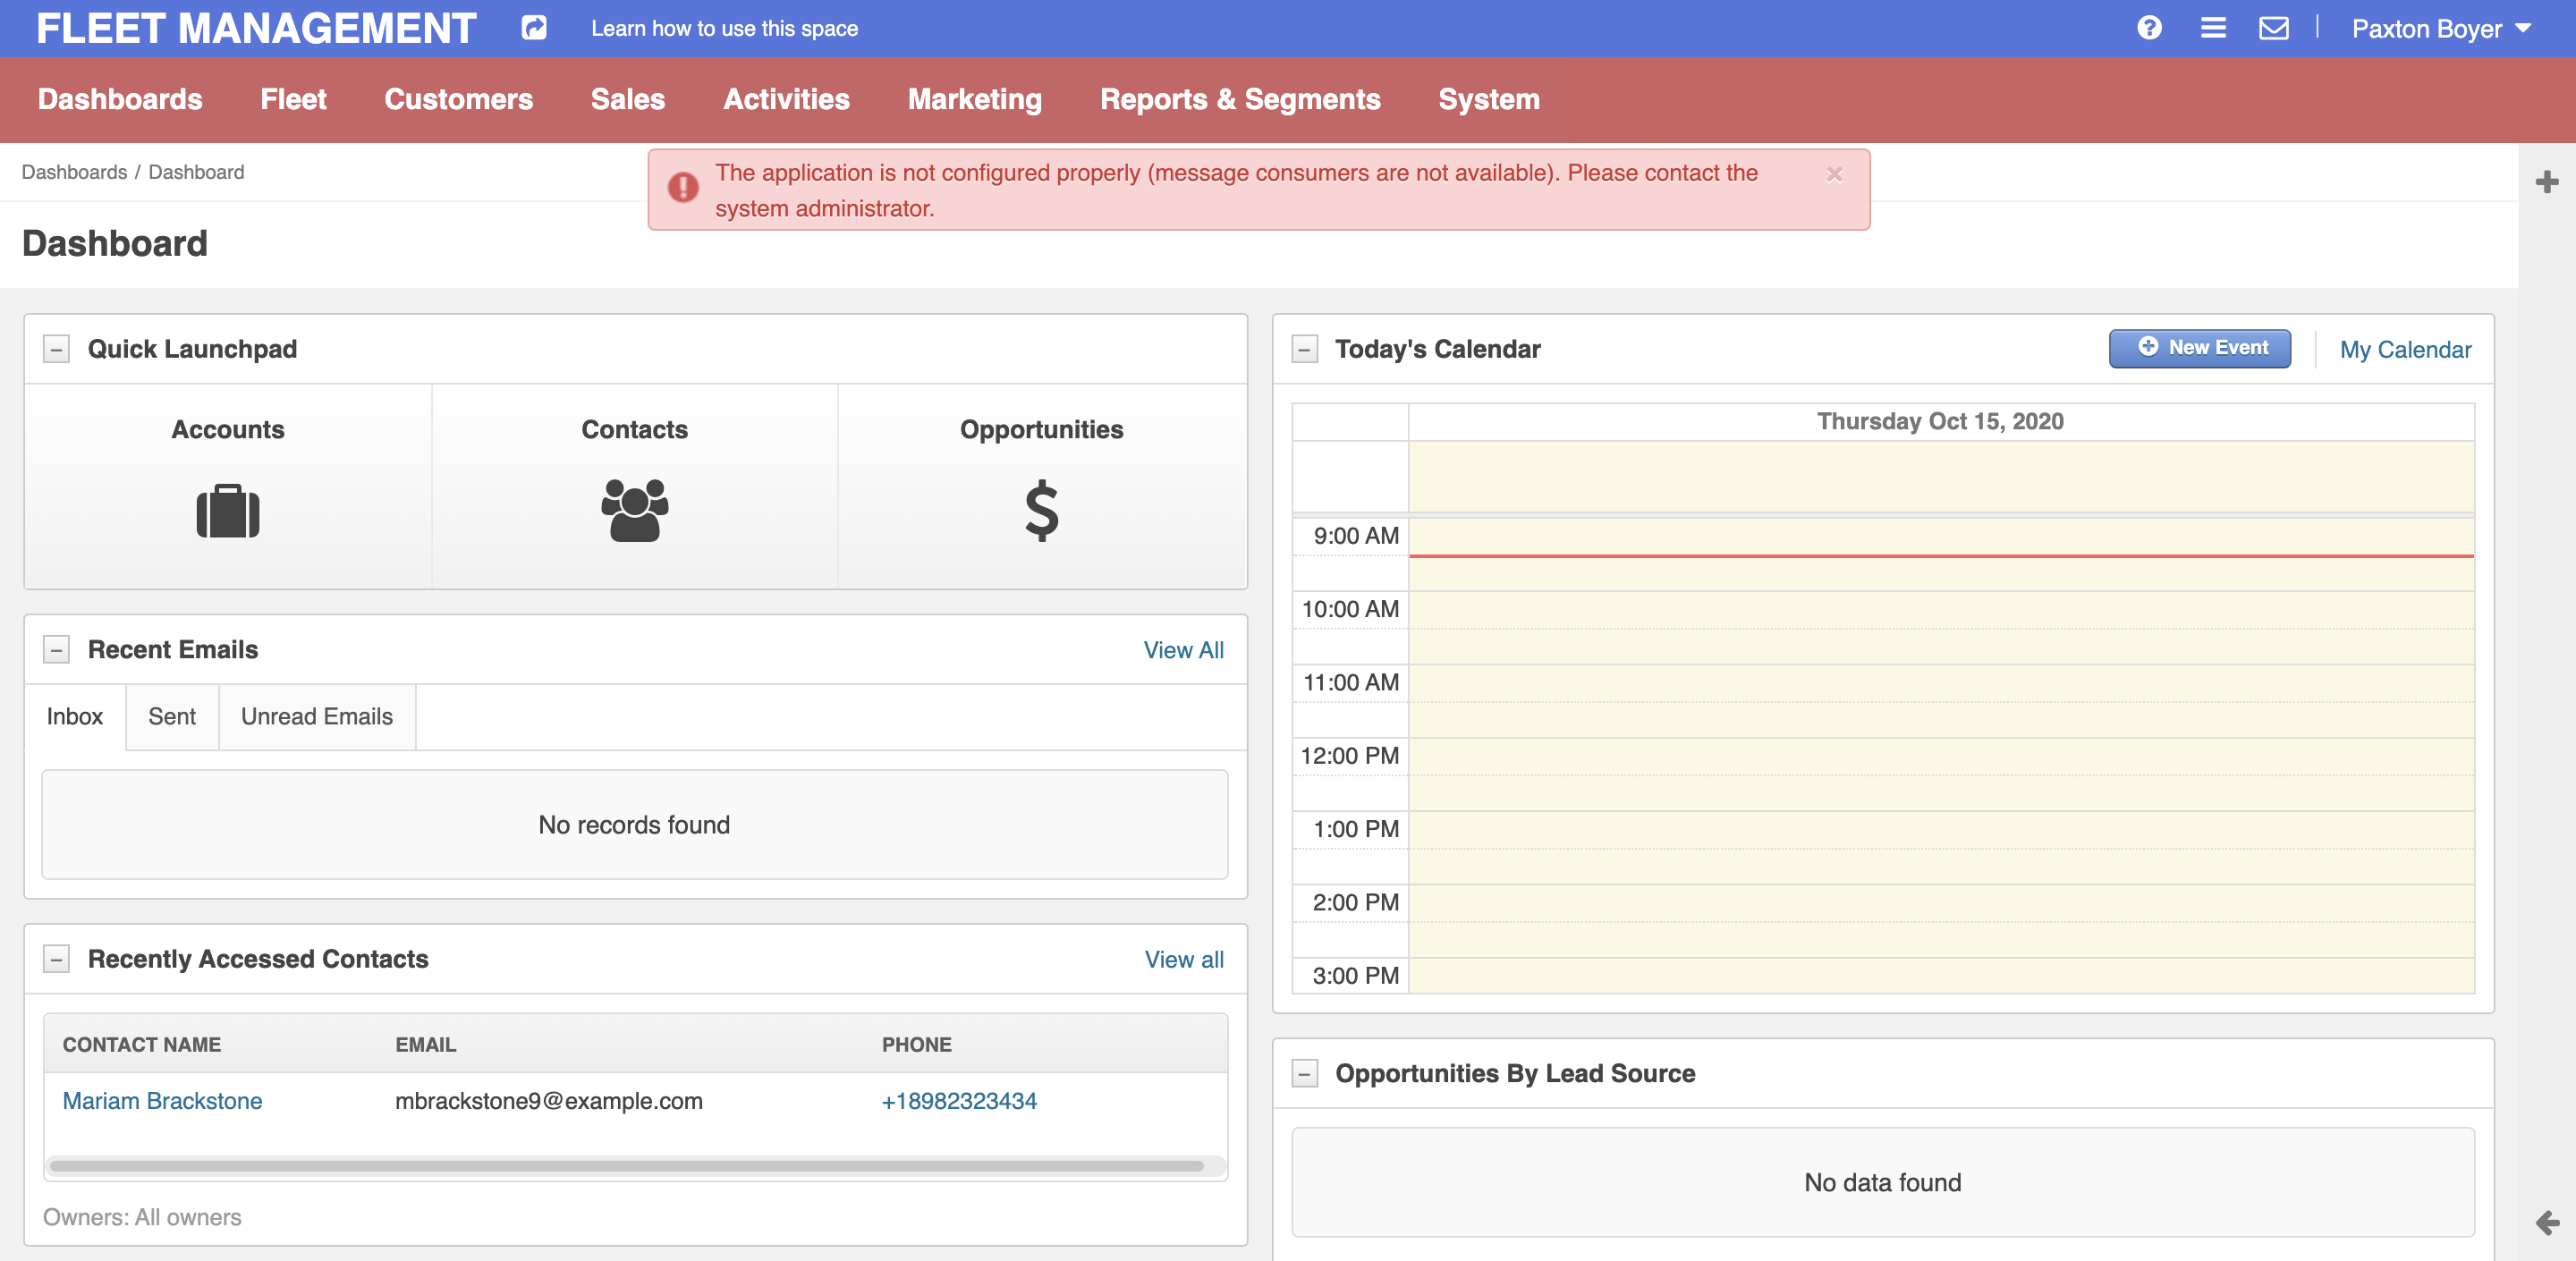 FLEET MANAGEMENT
Learn how to use this space
Paxton Boyer
Dashboards
Fleet
Customers
Sales
Activities
Marketing
Reports & Segments
System
Dashboards / Dashboard
The application is not configured properly (message consumers are not available). Please contact the
system administrator.
×
Dashboard
Quick Launchpad
Accounts
Contacts
Opportunities
Recent Emails
View All
Inbox
Sent
Unread Emails
No records found
Recently Accessed Contacts
View all
CONTACT NAME
EMAIL
PHONE
Mariam Brackstone
mbrackstone9@example.com
+18982323434
Owners: All owners
Today's Calendar
New Event
My Calendar
Thursday Oct 15, 2020
9:00 AM
10:00 AM
11:00 AM
12:00 PM
1:00 PM
2:00 PM
3:00 PM
Opportunities By Lead Source
No data found